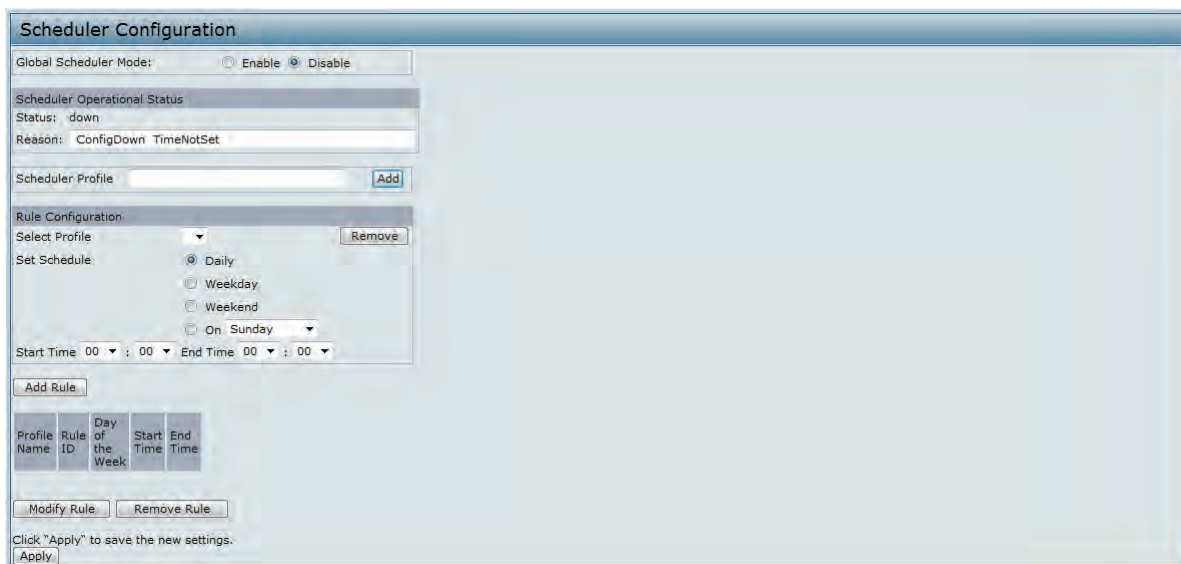 Scheduler Configuration
Global Scheduler Mode: Enable Disable
Scheduler Operational Status
Status: down
Reason: ConfigDown TimeNotSet
Scheduler Profile Add
Rule Configuration
Select Profile Remove
Set Schedule Daily
Weekday
Weekend
On Sunday
Start Time 00 : 00 End Time 00 : 00
Add Rule
Profile Name Rule ID Day of the Week Start Time End Time
Modify Rule Remove Rule
Click "Apply" to save the new settings.
Apply